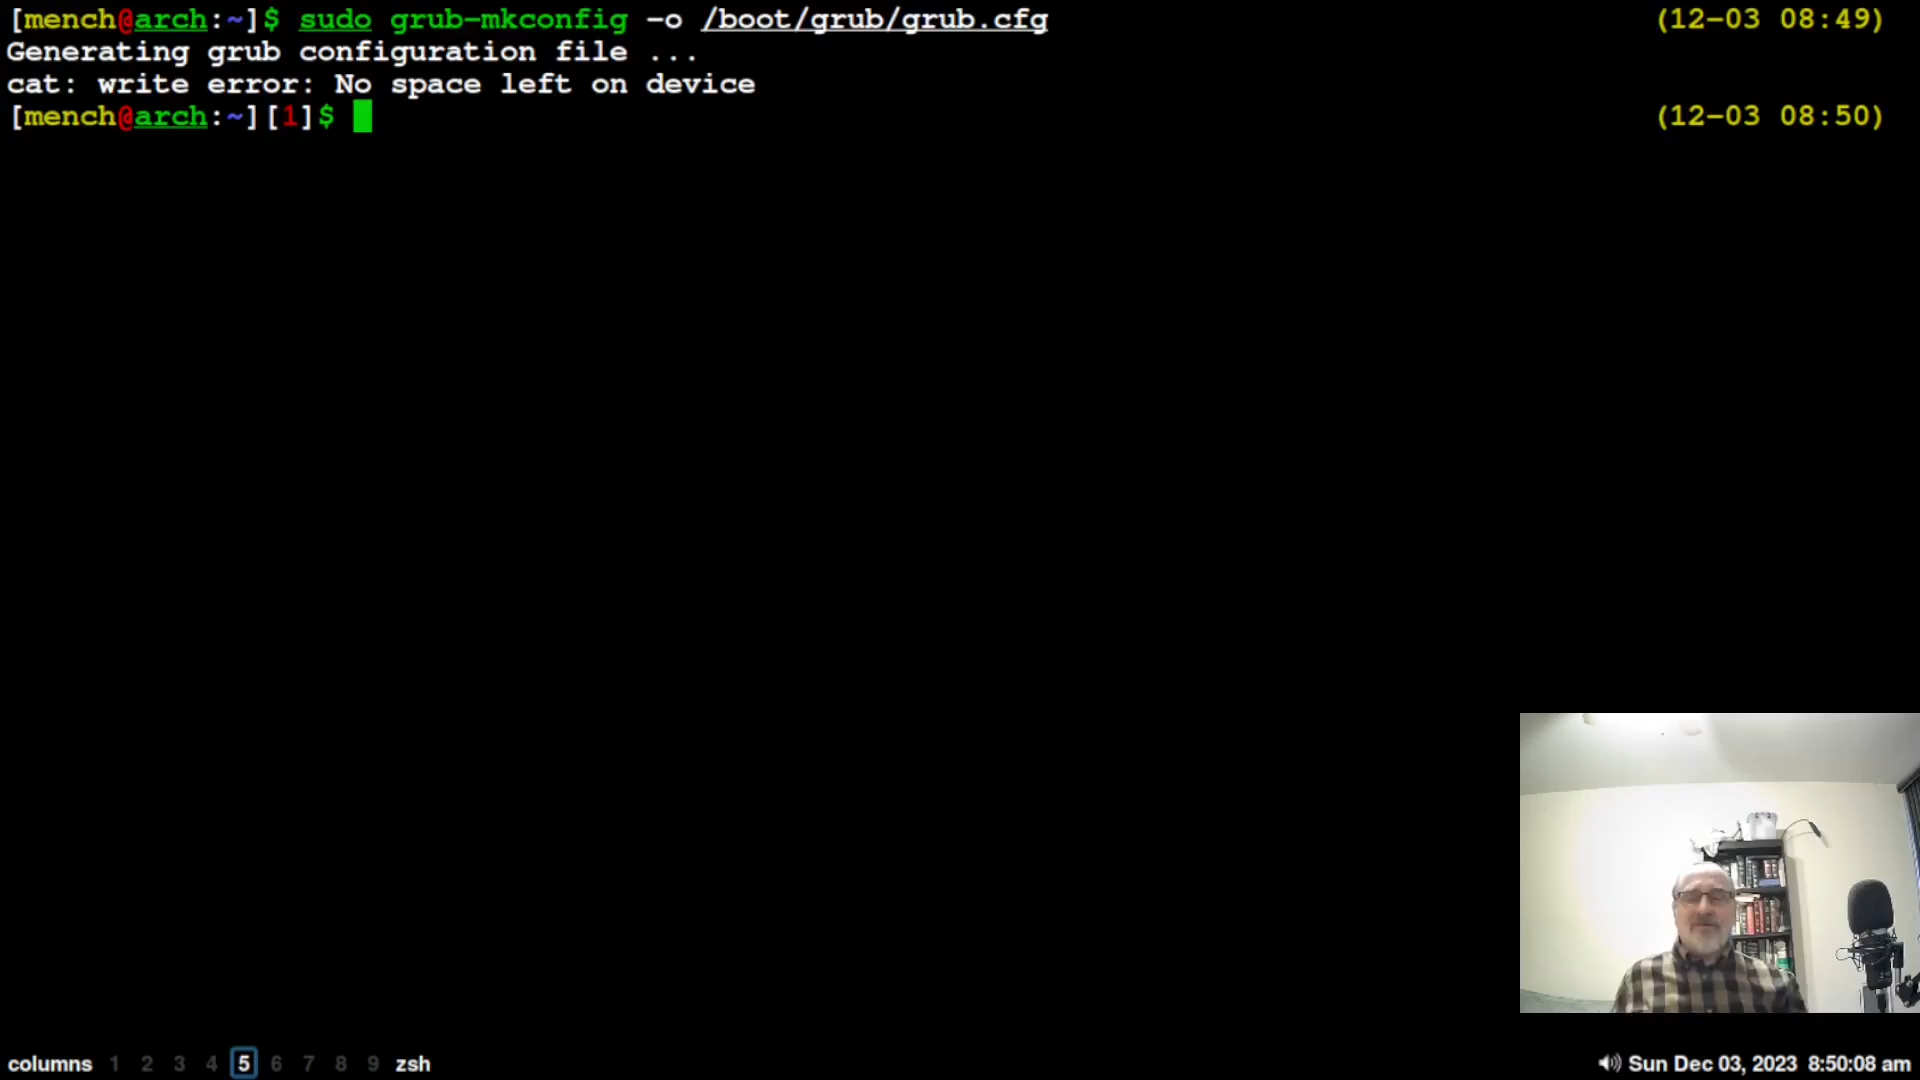 [mench@arch:~]$ sudo grub-mkconfig -o /boot/grub/grub.cfg (12-03 08:49)
Generating grub configuration file ...
cat: write error: No space left on device
[mench@arch:~][1]$ (12-03 08:50)
columns 1 2 3 4 5 6 7 8 9 zsh Sun Dec 03, 2023 8:50:08 am